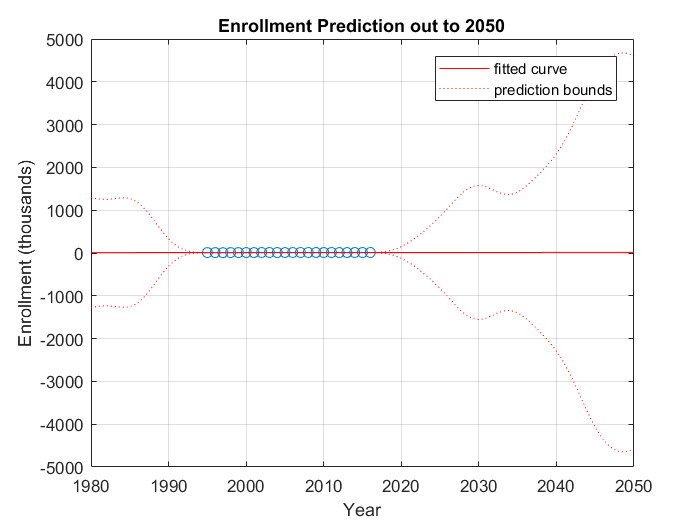 Enrollment Prediction out to 2050
5000
4000
3000
2000
1000
0
-1000
-2000
-3000
-4000
-5000
Enrollment (thousands)
fitted curve
prediction bounds
1980 1990 2000 2010 2020 2030 2040 2050
Year